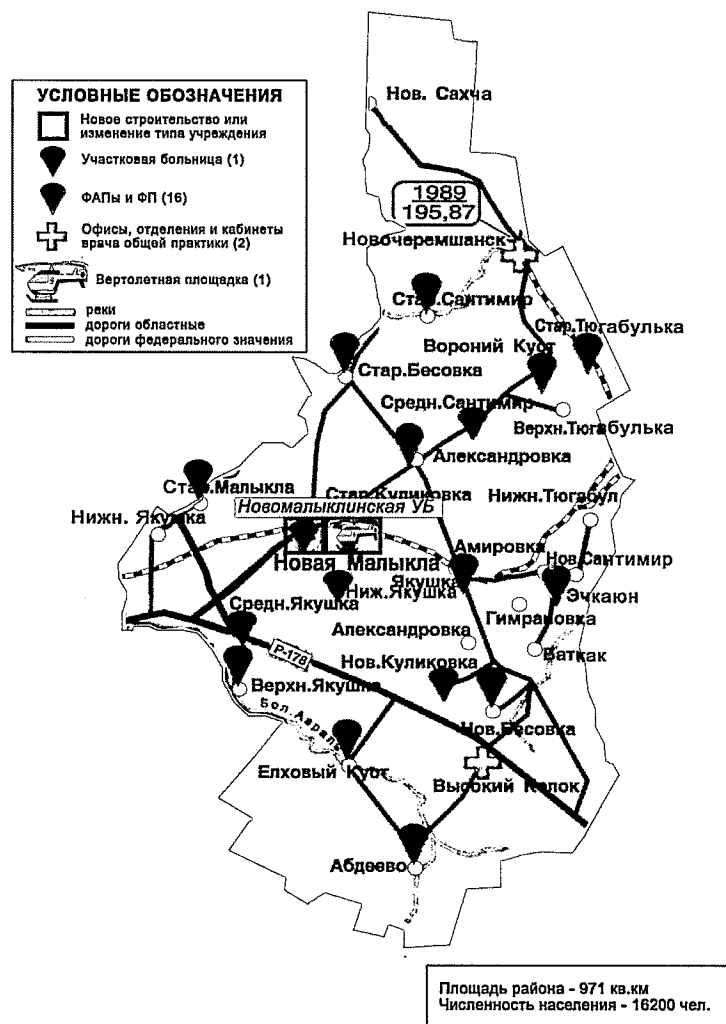 Нов. Сахча
УСЛОВНЫЕ ОБОЗНАЧЕНИЯ
Новое строительство или
изменение типа учреждения
Участковая больница (1)
ФАПы и ФП (16)
Офисы, отделения и кабинеты
врача общей практики (2)
Вертолетная площадка (1)
реки
дороги областные
дороги федерального значения
1989
195,87
Новочеремшанск
Стар.Сантимир
Стар.Тюгабулька
Вороний Куст
Стар.Бесовка
Средн.Сантимир
Верхн.Тюгабулька
Александровка
Стар.Малыкла
Стар.Куликовка
Нижн.Тюгабул
Новомалыклинская УБ
Нижн. Якушка
Амировка
Нов.Сантимир
Новая Малыкла
Якушка
Ниж.Якушка
Эчкаюн
Средн.Якушка
Гимрановка
Александровка
Р-178
Нов.Куликовка
Ваткак
Верхн.Якушка
Бол.Авраль
Нов.Бесовка
Елховый Куст
Высокий Колок
Абдеево
Площадь района - 971 кв.км
Численность населения - 16200 чел.